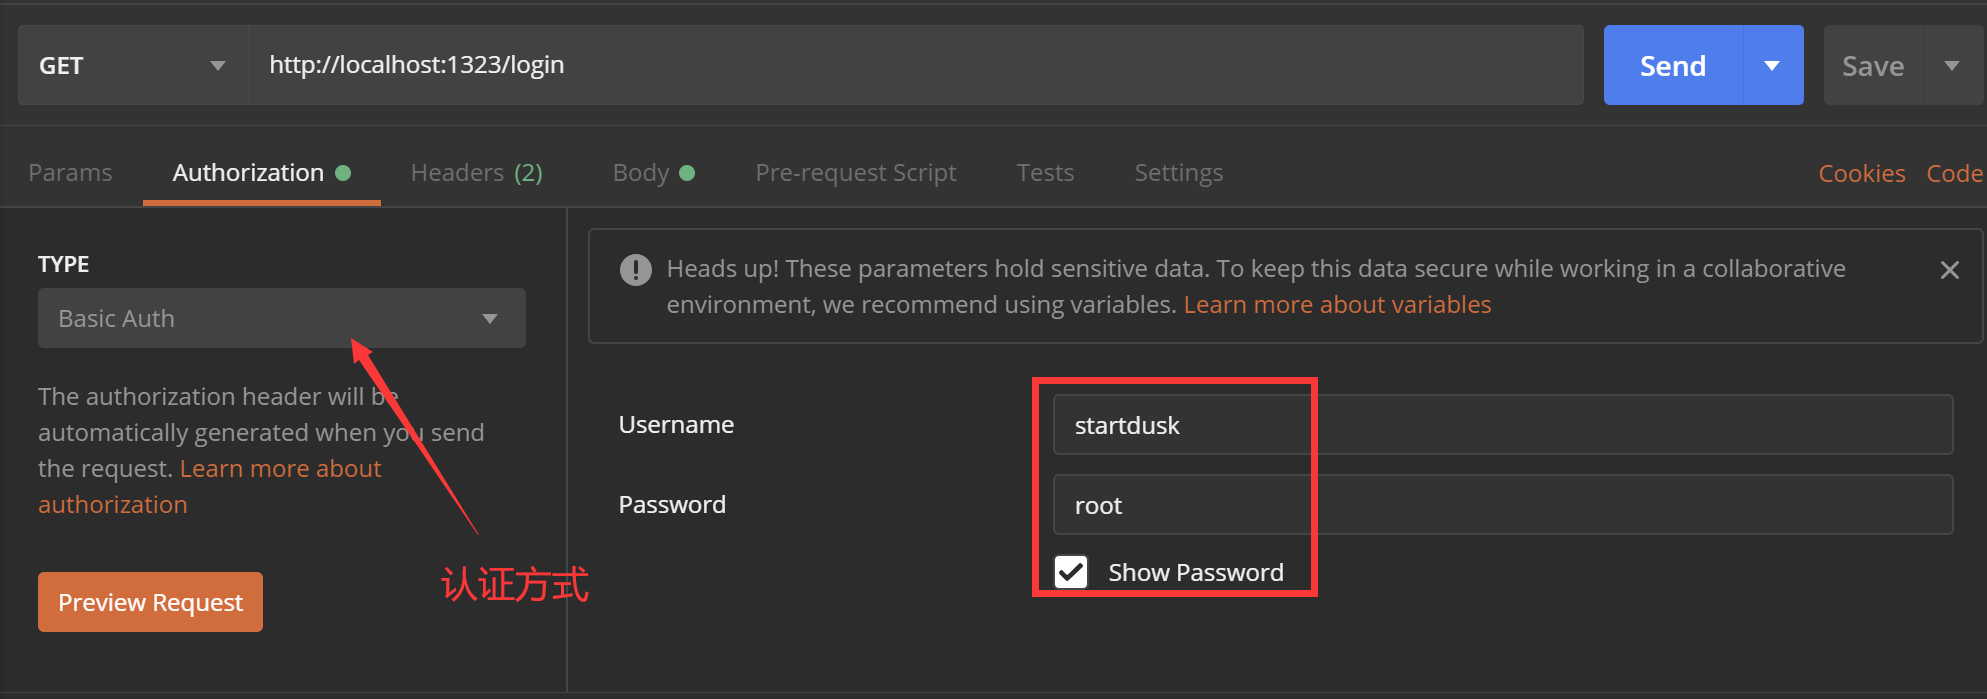 GET
http://localhost:1323/login
Send
Save
Params
Authorization
Headers (2)
Body
Pre-request Script
Tests
Settings
Cookies
Code
TYPE
Basic Auth
The authorization header will be
automatically generated when you send
the request. Learn more about
authorization
Preview Request
认证方式
Heads up! These parameters hold sensitive data. To keep this data secure while working in a collaborative
environment, we recommend using variables. Learn more about variables
Username
startdusk
Password
root
Show Password